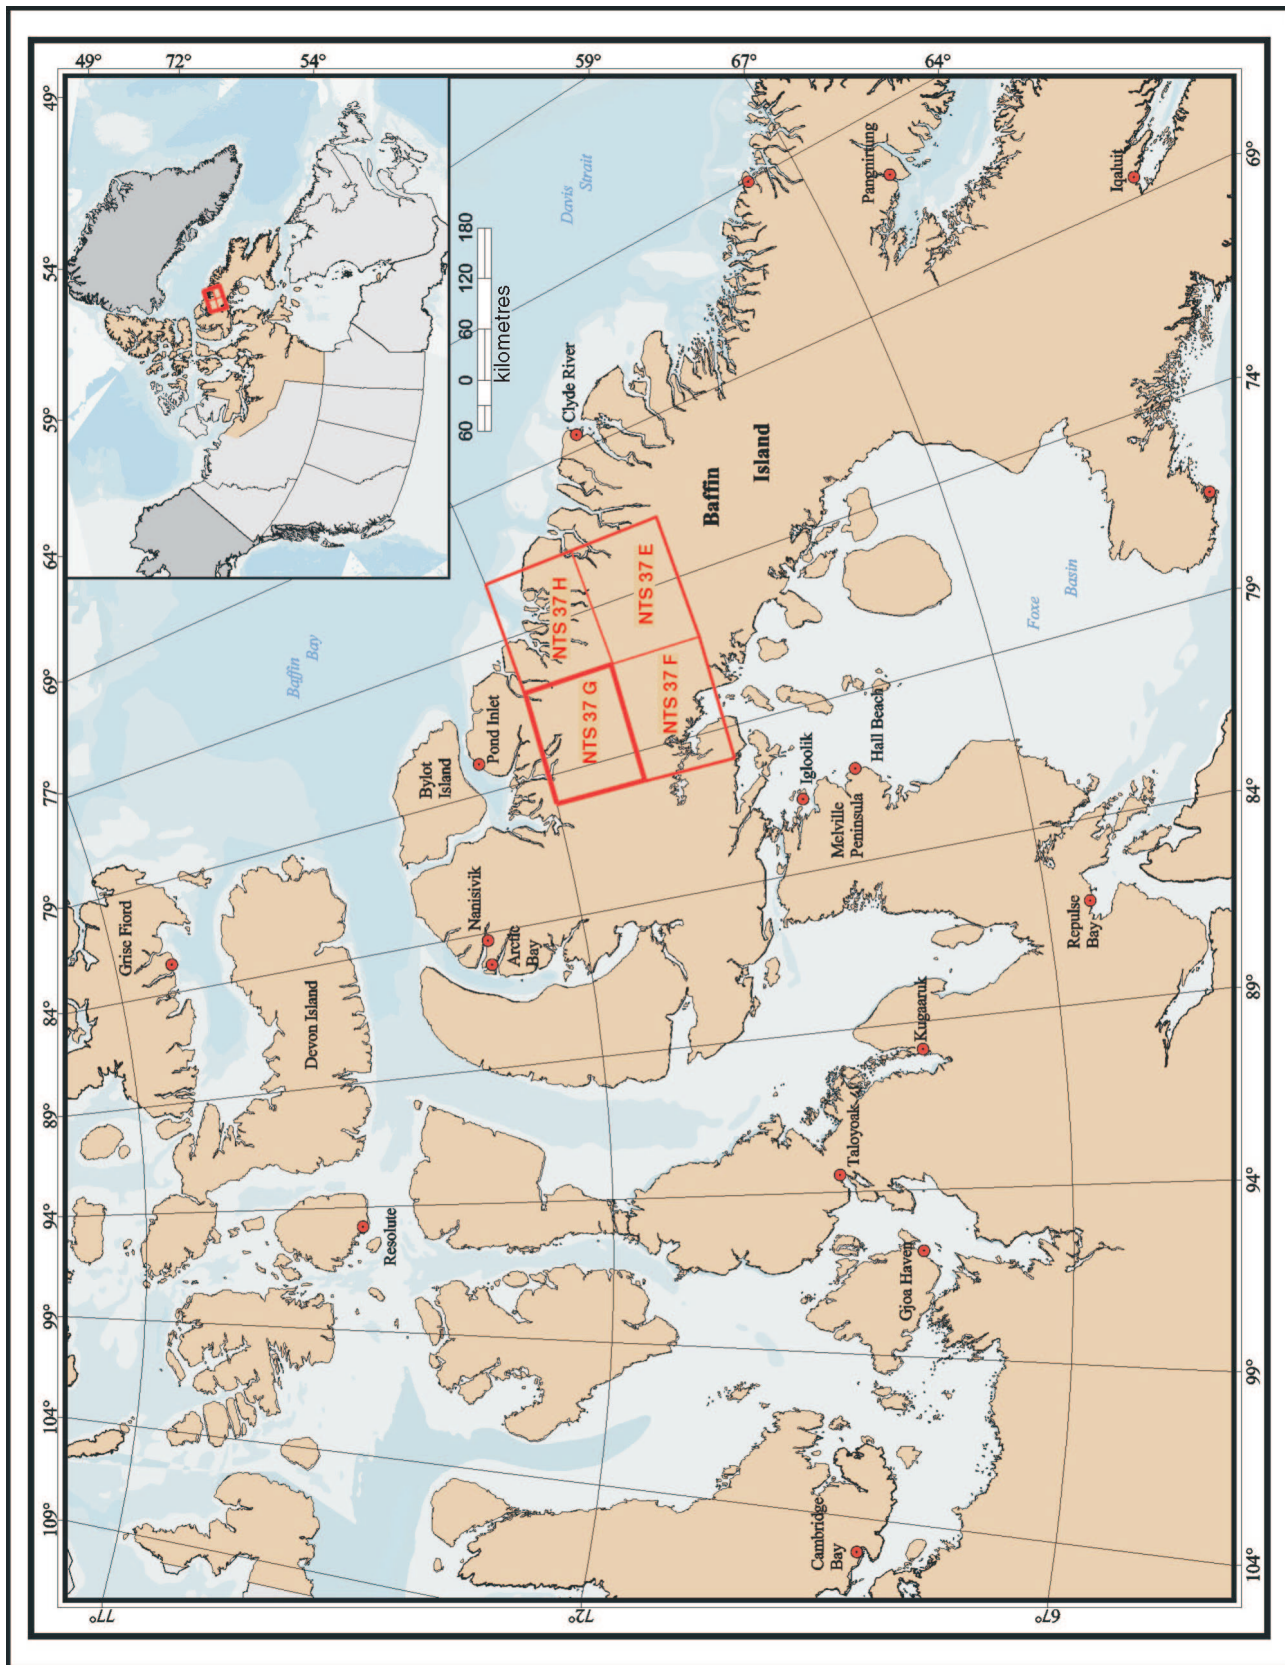 49°
72°
54°
59°
67°
64°
49°
54°
59°
64°
69°
77°
79°
84°
89°
94°
99°
104°
109°
69°
74°
79°
84°
89°
94°
99°
104°
77°
72°
67°
60 0 60 120 180
kilometres
Davis
Strait
Baffin
Bay
Foxe
Basin
Grise Fiord
Devon Island
Resolute
Bylot
Island
Pond Inlet
Nanisivik
Arctic
Bay
Clyde River
Pangnirtung
Iqaluit
Baffin
Island
NTS 37 H
NTS 37 E
NTS 37 G
NTS 37 F
Igloolik
Hall Beach
Melville
Peninsula
Repulse
Bay
Kugaaruk
Taloyoak
Gjoa Haven
Cambridge
Bay